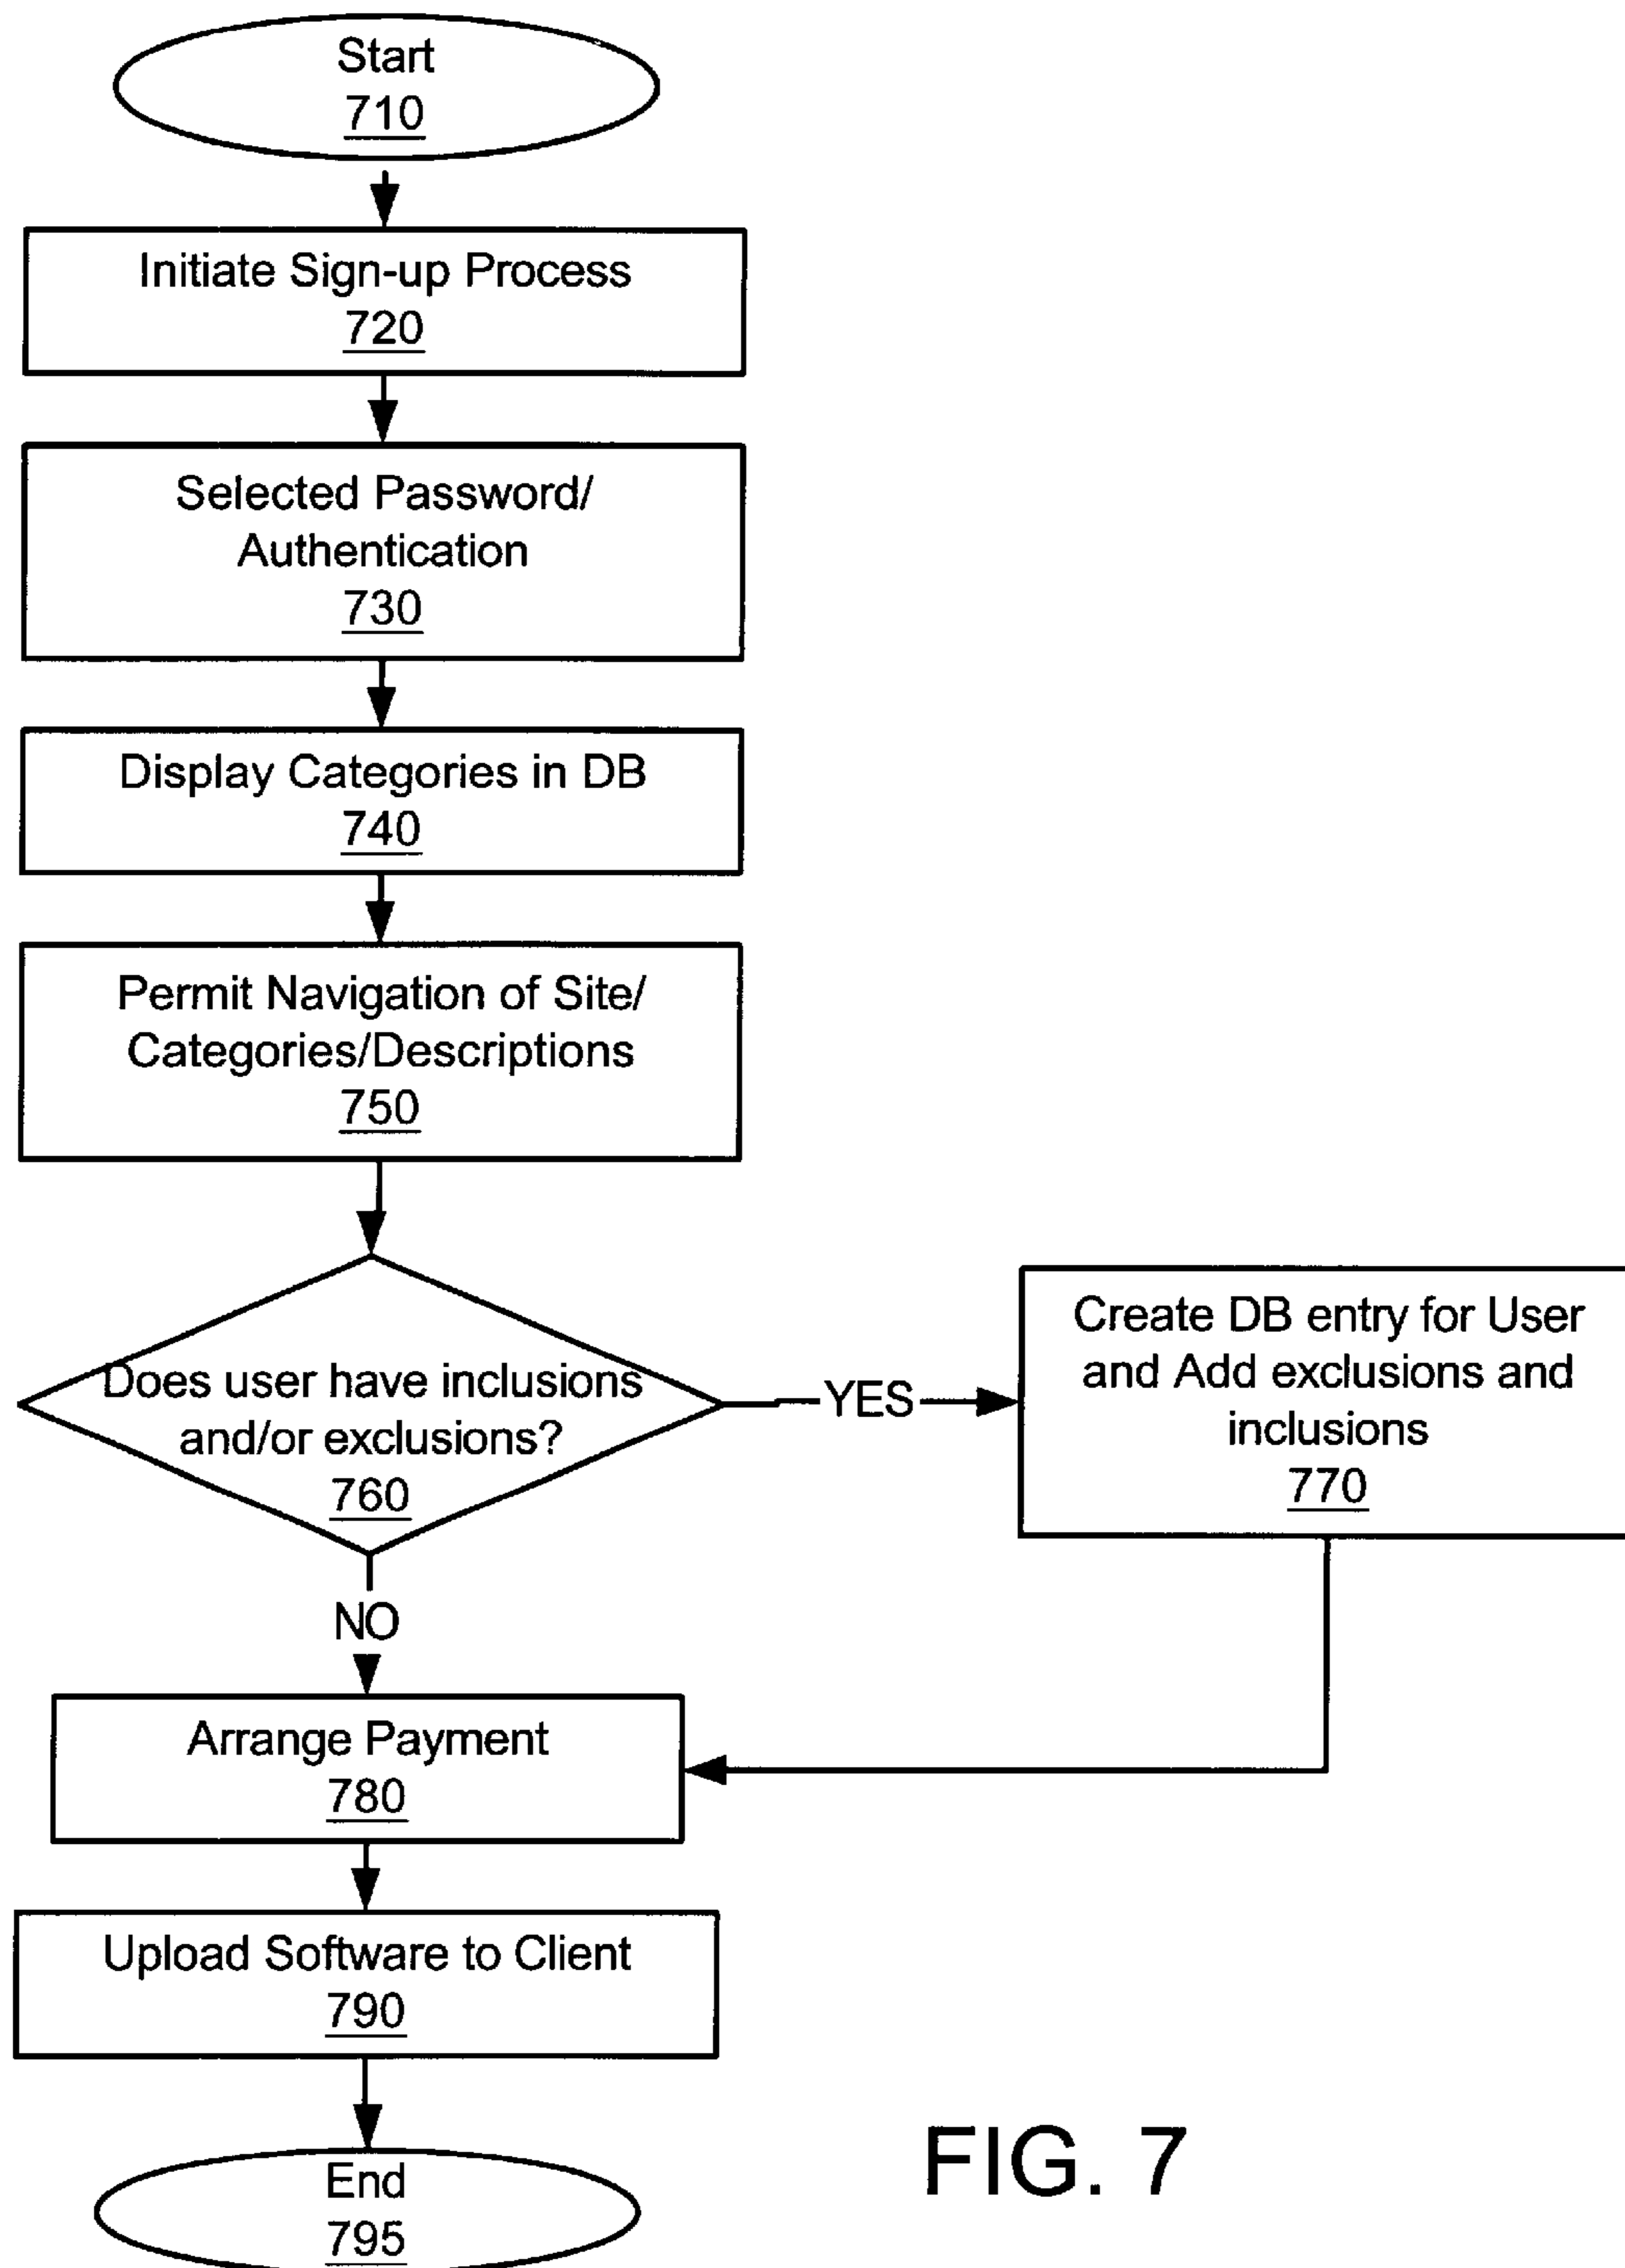 Start
710
Initiate Sign-up Process
720
Selected Password/
Authentication
730
Display Categories in DB
740
Permit Navigation of Site/
Categories/Descriptions
750
Does user have inclusions
and/or exclusions?
760
YES
Create DB entry for User
and Add exclusions and
inclusions
770
NO
Arrange Payment
780
Upload Software to Client
790
End
795
FIG. 7